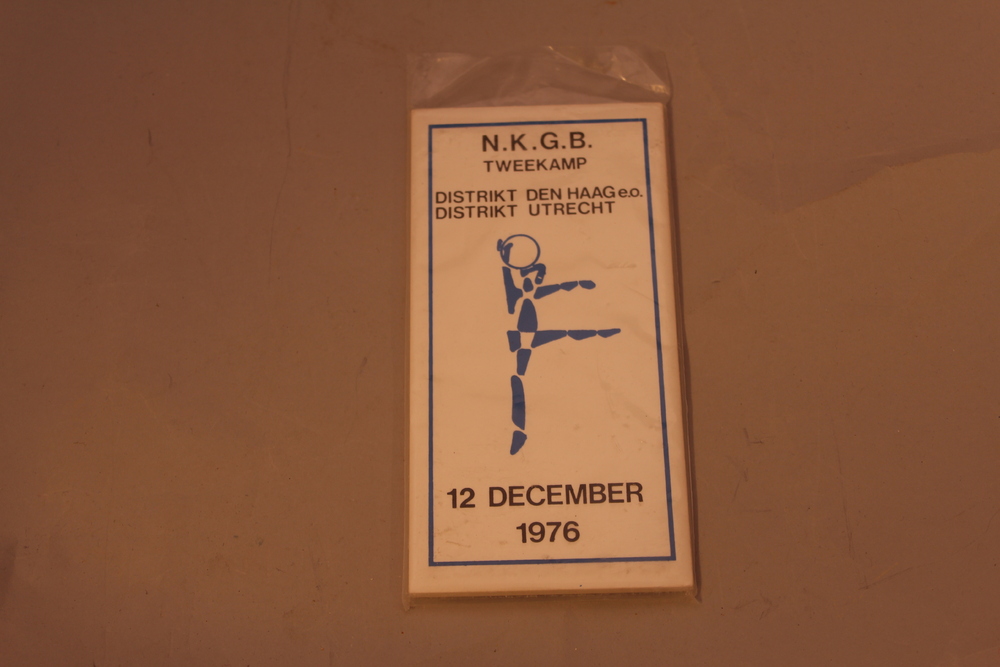 N.K.G.B.
TWEEKAMP
DISTRIKT DEN HAAG e.o.
DISTRIKT UTRECHT
12 DECEMBER
1976